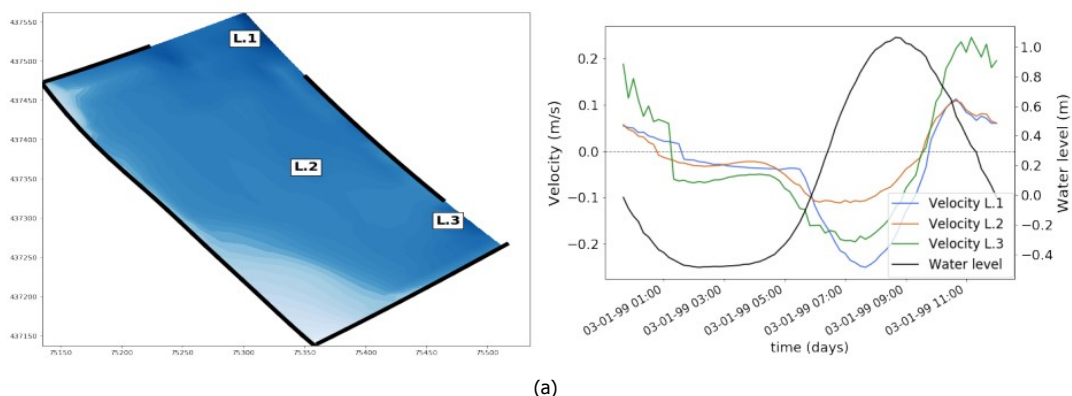 437550
437500
437450
437400
437350
437300
437250
437200
437150
75150 75200 75250 75300 75350 75400 75450 75500
L.1
L.2
L.3
Velocity (m/s)
0.2
0.1
0.0
−0.1
−0.2
1.0
0.8
0.6
0.4
0.2
0.0
−0.2
−0.4
Water level (m)
Velocity L.1
Velocity L.2
Velocity L.3
Water level
03-01-99 01:00
03-01-99 03:00
03-01-99 05:00
03-01-99 07:00
03-01-99 09:00
03-01-99 11:00
time (days)
(a)